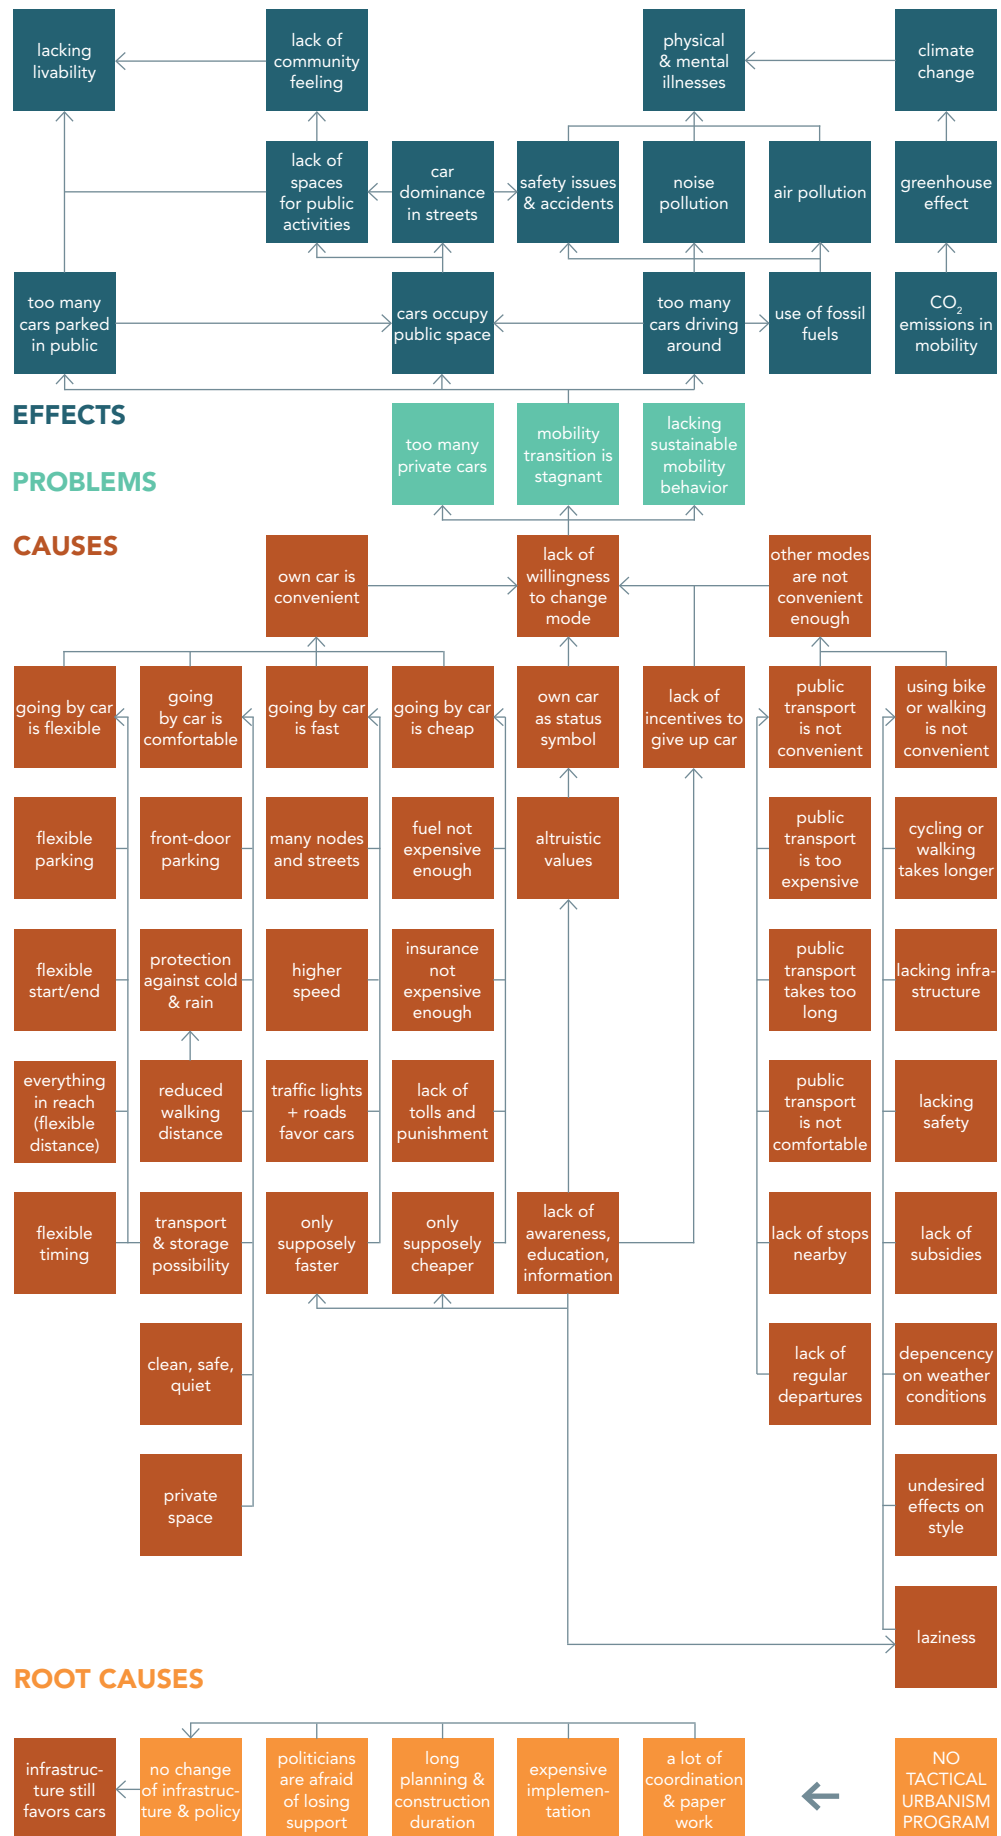 lacking
livability
lack of
community
feeling
physical
& mental
illnesses
climate
change
lack of
spaces
for public
activities
car
dominance
in streets
safety issues
& accidents
noise
pollution
air pollution
greenhouse
effect
too many
cars parked
in public
cars occupy
public space
too many
cars driving
around
use of fossil
fuels
CO₂
emissions in
mobility
EFFECTS
PROBLEMS
CAUSES
too many
private cars
mobility
transition is
stagnant
lacking
sustainable
mobility
behavior
own car is
convenient
lack of
willingness
to change
mode
other modes
are not
convenient
enough
going by car
is flexible
going
by car is
comfortable
going by car
is fast
going by car
is cheap
own car
as status
symbol
lack of
incentives to
give up car
public
transport
is not
convenient
using bike
or walking
is not
convenient
flexible
parking
front-door
parking
many nodes
and streets
fuel not
expensive
enough
altruistic
values
public
transport
is too
expensive
cycling or
walking
takes longer
flexible
start/end
protection
against cold
& rain
higher
speed
insurance
not
expensive
enough
public
transport
takes too
long
lacking infra-
structure
everything
in reach
(flexible
distance)
reduced
walking
distance
traffic lights
+ roads
favor cars
lack of
tolls and
punishment
public
transport
is not
comfortable
lacking
safety
flexible
timing
transport
& storage
possibility
only
supposely
faster
only
supposely
cheaper
lack of
awareness,
education,
information
lack of stops
nearby
lack of
subsidies
clean, safe,
quiet
lack of
regular
departures
depencency
on weather
conditions
private
space
undesired
effects on
style
laziness
ROOT CAUSES
infrastruc-
ture still
favors cars
no change
of infrastruc-
ture & policy
politicians
are afraid
of losing
support
long
planning &
construction
duration
expensive
implemen-
tation
a lot of
coordination
& paper
work
NO
TACTICAL
URBANISM
PROGRAM